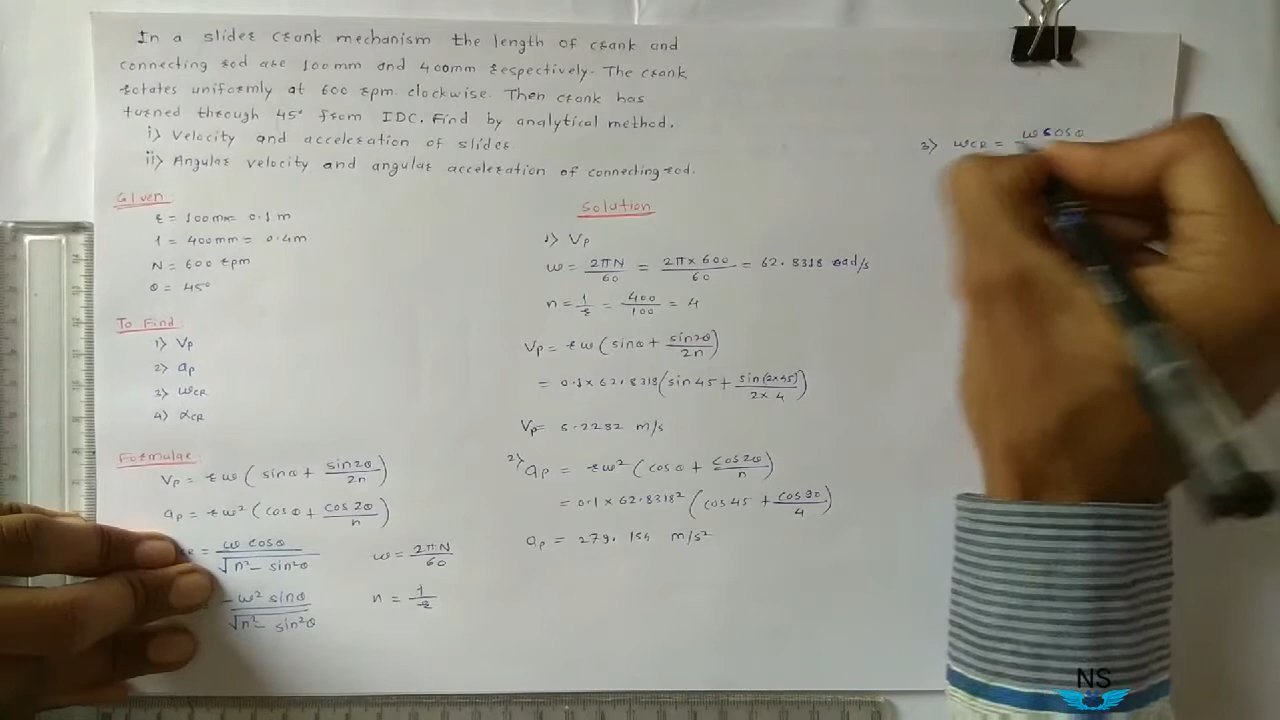 In a slider crank mechanism the length of crank and
connecting rod are 100mm and 400mm respectively. The crank
rotates uniformly at 600 rpm clockwise. Then crank has
turned through 45° from IDC. Find by analytical method.
i) Velocity and acceleration of slider
ii) Angular velocity and angular acceleration of connecting rod.
Given
r = 100mm = 0.1 m
l = 400mm = 0.4m
N = 600 rpm
θ = 45°
To Find
1) Vp
2) ap
3) ωCR
4) αCR
Formulae
Vp = rω ( sinθ + sin2θ/2n )
ap = rω² ( cosθ + cos 2θ/n )
CR = ω cosθ/√n² - sin²θ
ω = 2πN/60
= -ω² sinθ/√n² - sin²θ
n = l/r
Solution
1) Vp
ω = 2πN/60 = 2π×600/60 = 62.8318 rad/s
n = l/r = 400/100 = 4
Vp = rω ( sinθ + sin2θ/2n )
= 0.1×62.8318 ( sin 45 + sin(2×45)/2×4 )
Vp = 5.2282 m/s
2) ap = rω² ( cosθ + cos2θ/n )
= 0.1×62.8318² ( cos 45 + cos 90/4 )
ap = 279.154 m/s²
3) ωCR = ω cosθ
NS